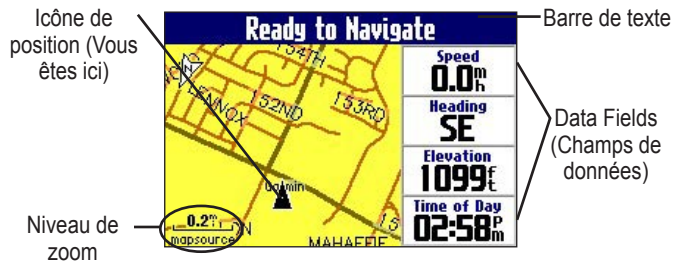 Icône de
position (Vous
êtes ici)
Ready to Navigate
Barre de texte
154TH
LENNOX
152ND
153RD
N
Garmin
15
MAHAFFIE
0.2m
mapsource
Niveau de
zoom
Speed
0.0mh
Heading
SE
Elevation
1099ft
Time of Day
02:58Pm
Data Fields
(Champs de
données)